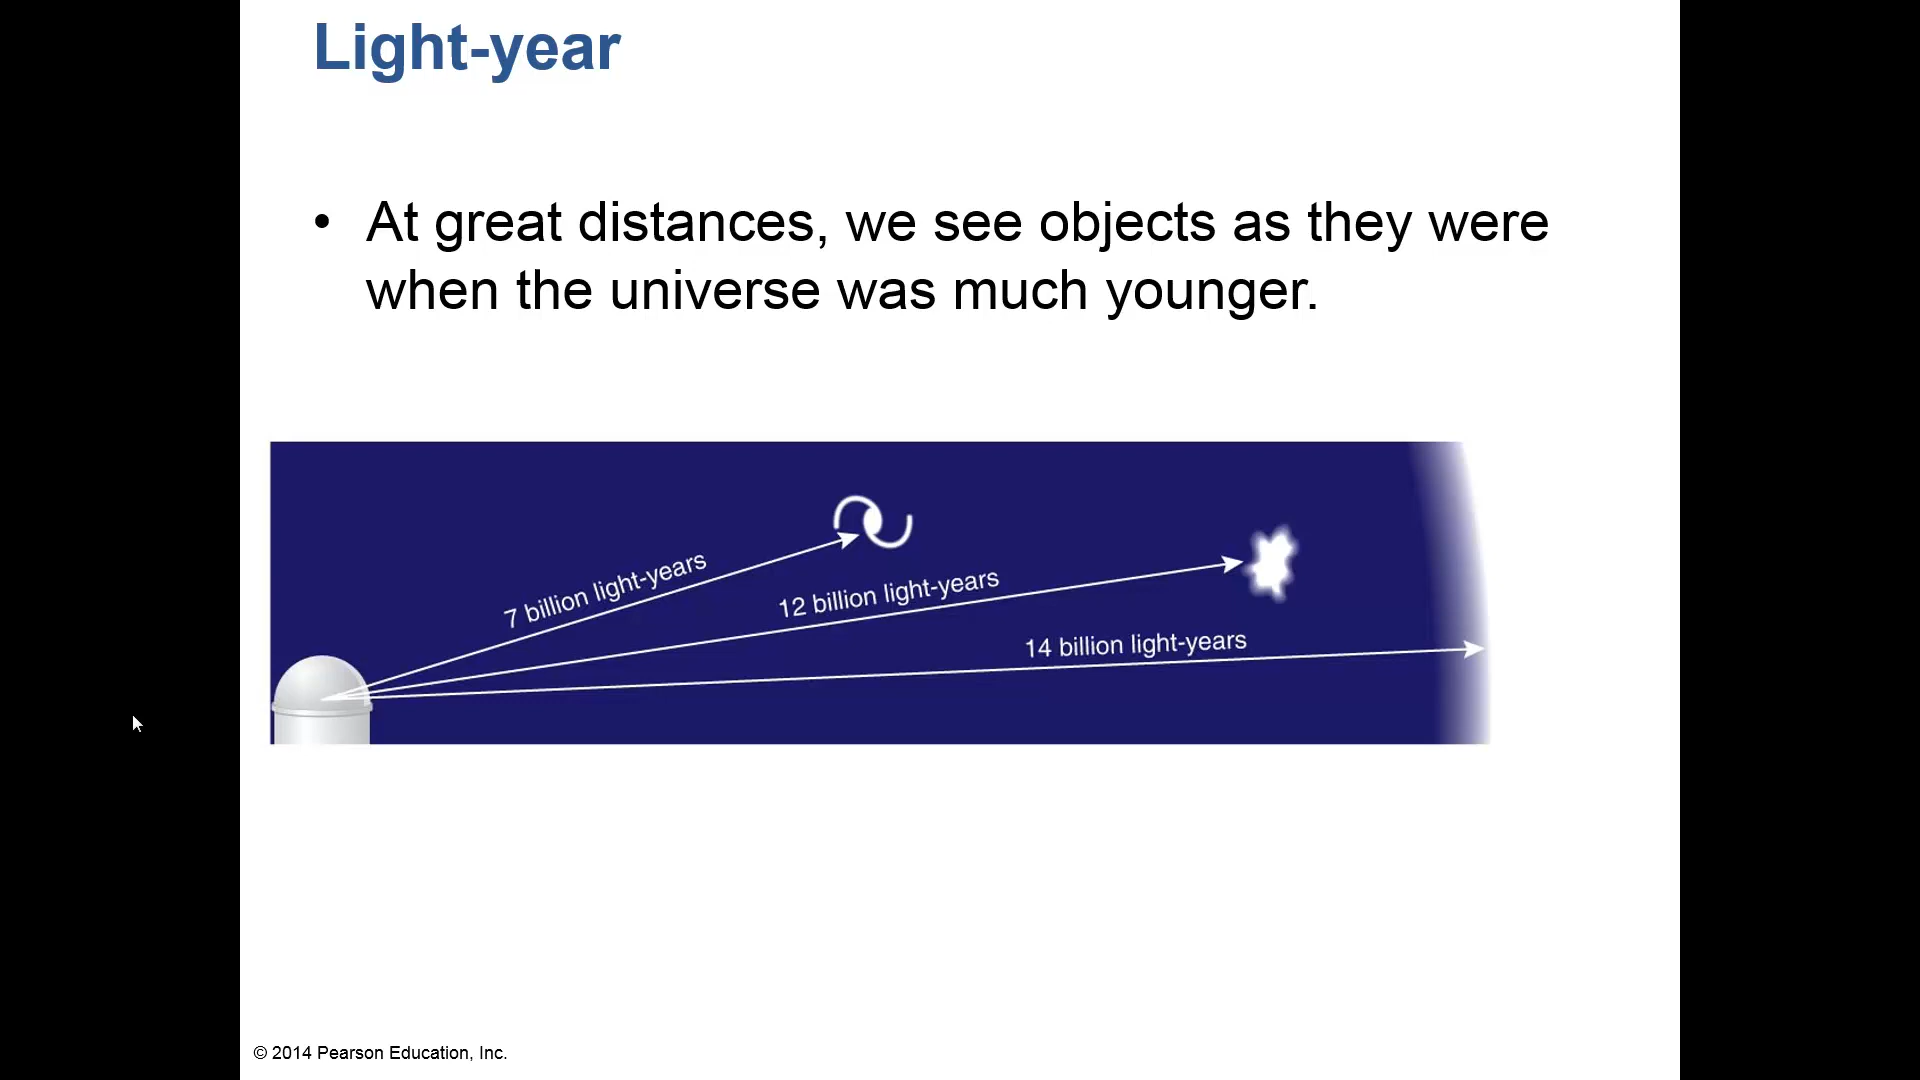 Light-year
• At great distances, we see objects as they were
when the universe was much younger.
7 billion light-years
12 billion light-years
14 billion light-years
© 2014 Pearson Education, Inc.